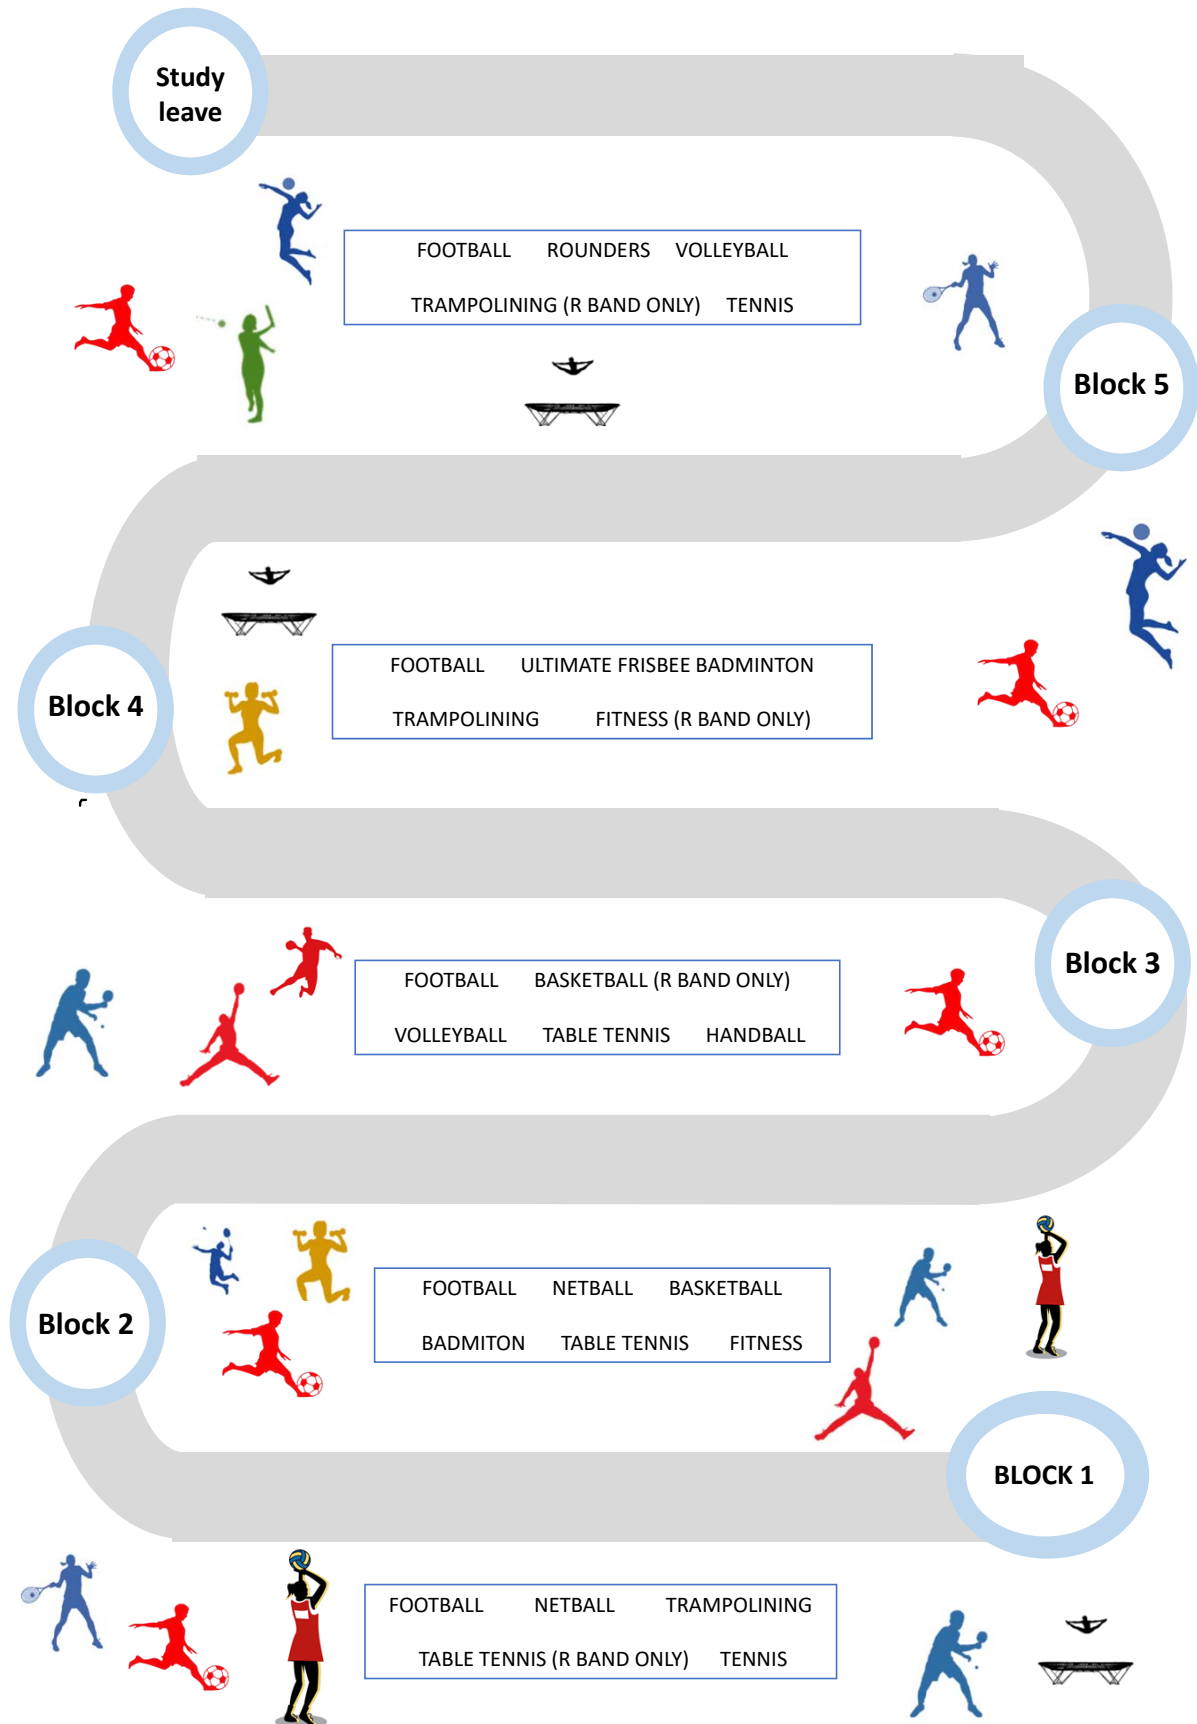 Study
leave
FOOTBALL ROUNDERS VOLLEYBALL
TRAMPOLINING (R BAND ONLY) TENNIS
Block 5
FOOTBALL ULTIMATE FRISBEE BADMINTON
TRAMPOLINING FITNESS (R BAND ONLY)
Block 4
Block 3
FOOTBALL BASKETBALL (R BAND ONLY)
VOLLEYBALL TABLE TENNIS HANDBALL
FOOTBALL NETBALL BASKETBALL
BADMITON TABLE TENNIS FITNESS
Block 2
BLOCK 1
FOOTBALL NETBALL TRAMPOLINING
TABLE TENNIS (R BAND ONLY) TENNIS